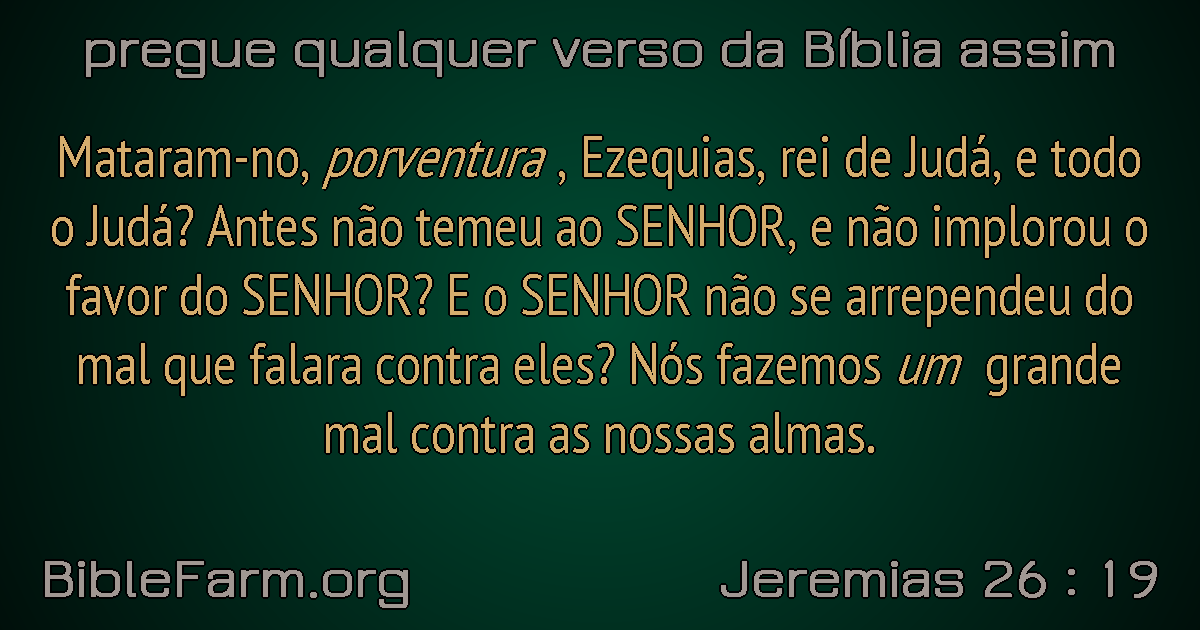 pregue qualquer verso da Bíblia assim
Mataram-no, porventura , Ezequias, rei de Judá, e todo
o Judá? Antes não temeu ao SENHOR, e não implorou o
favor do SENHOR? E o SENHOR não se arrependeu do
mal que falara contra eles? Nós fazemos um grande
mal contra as nossas almas.
BibleFarm.org
Jeremias 26 : 19